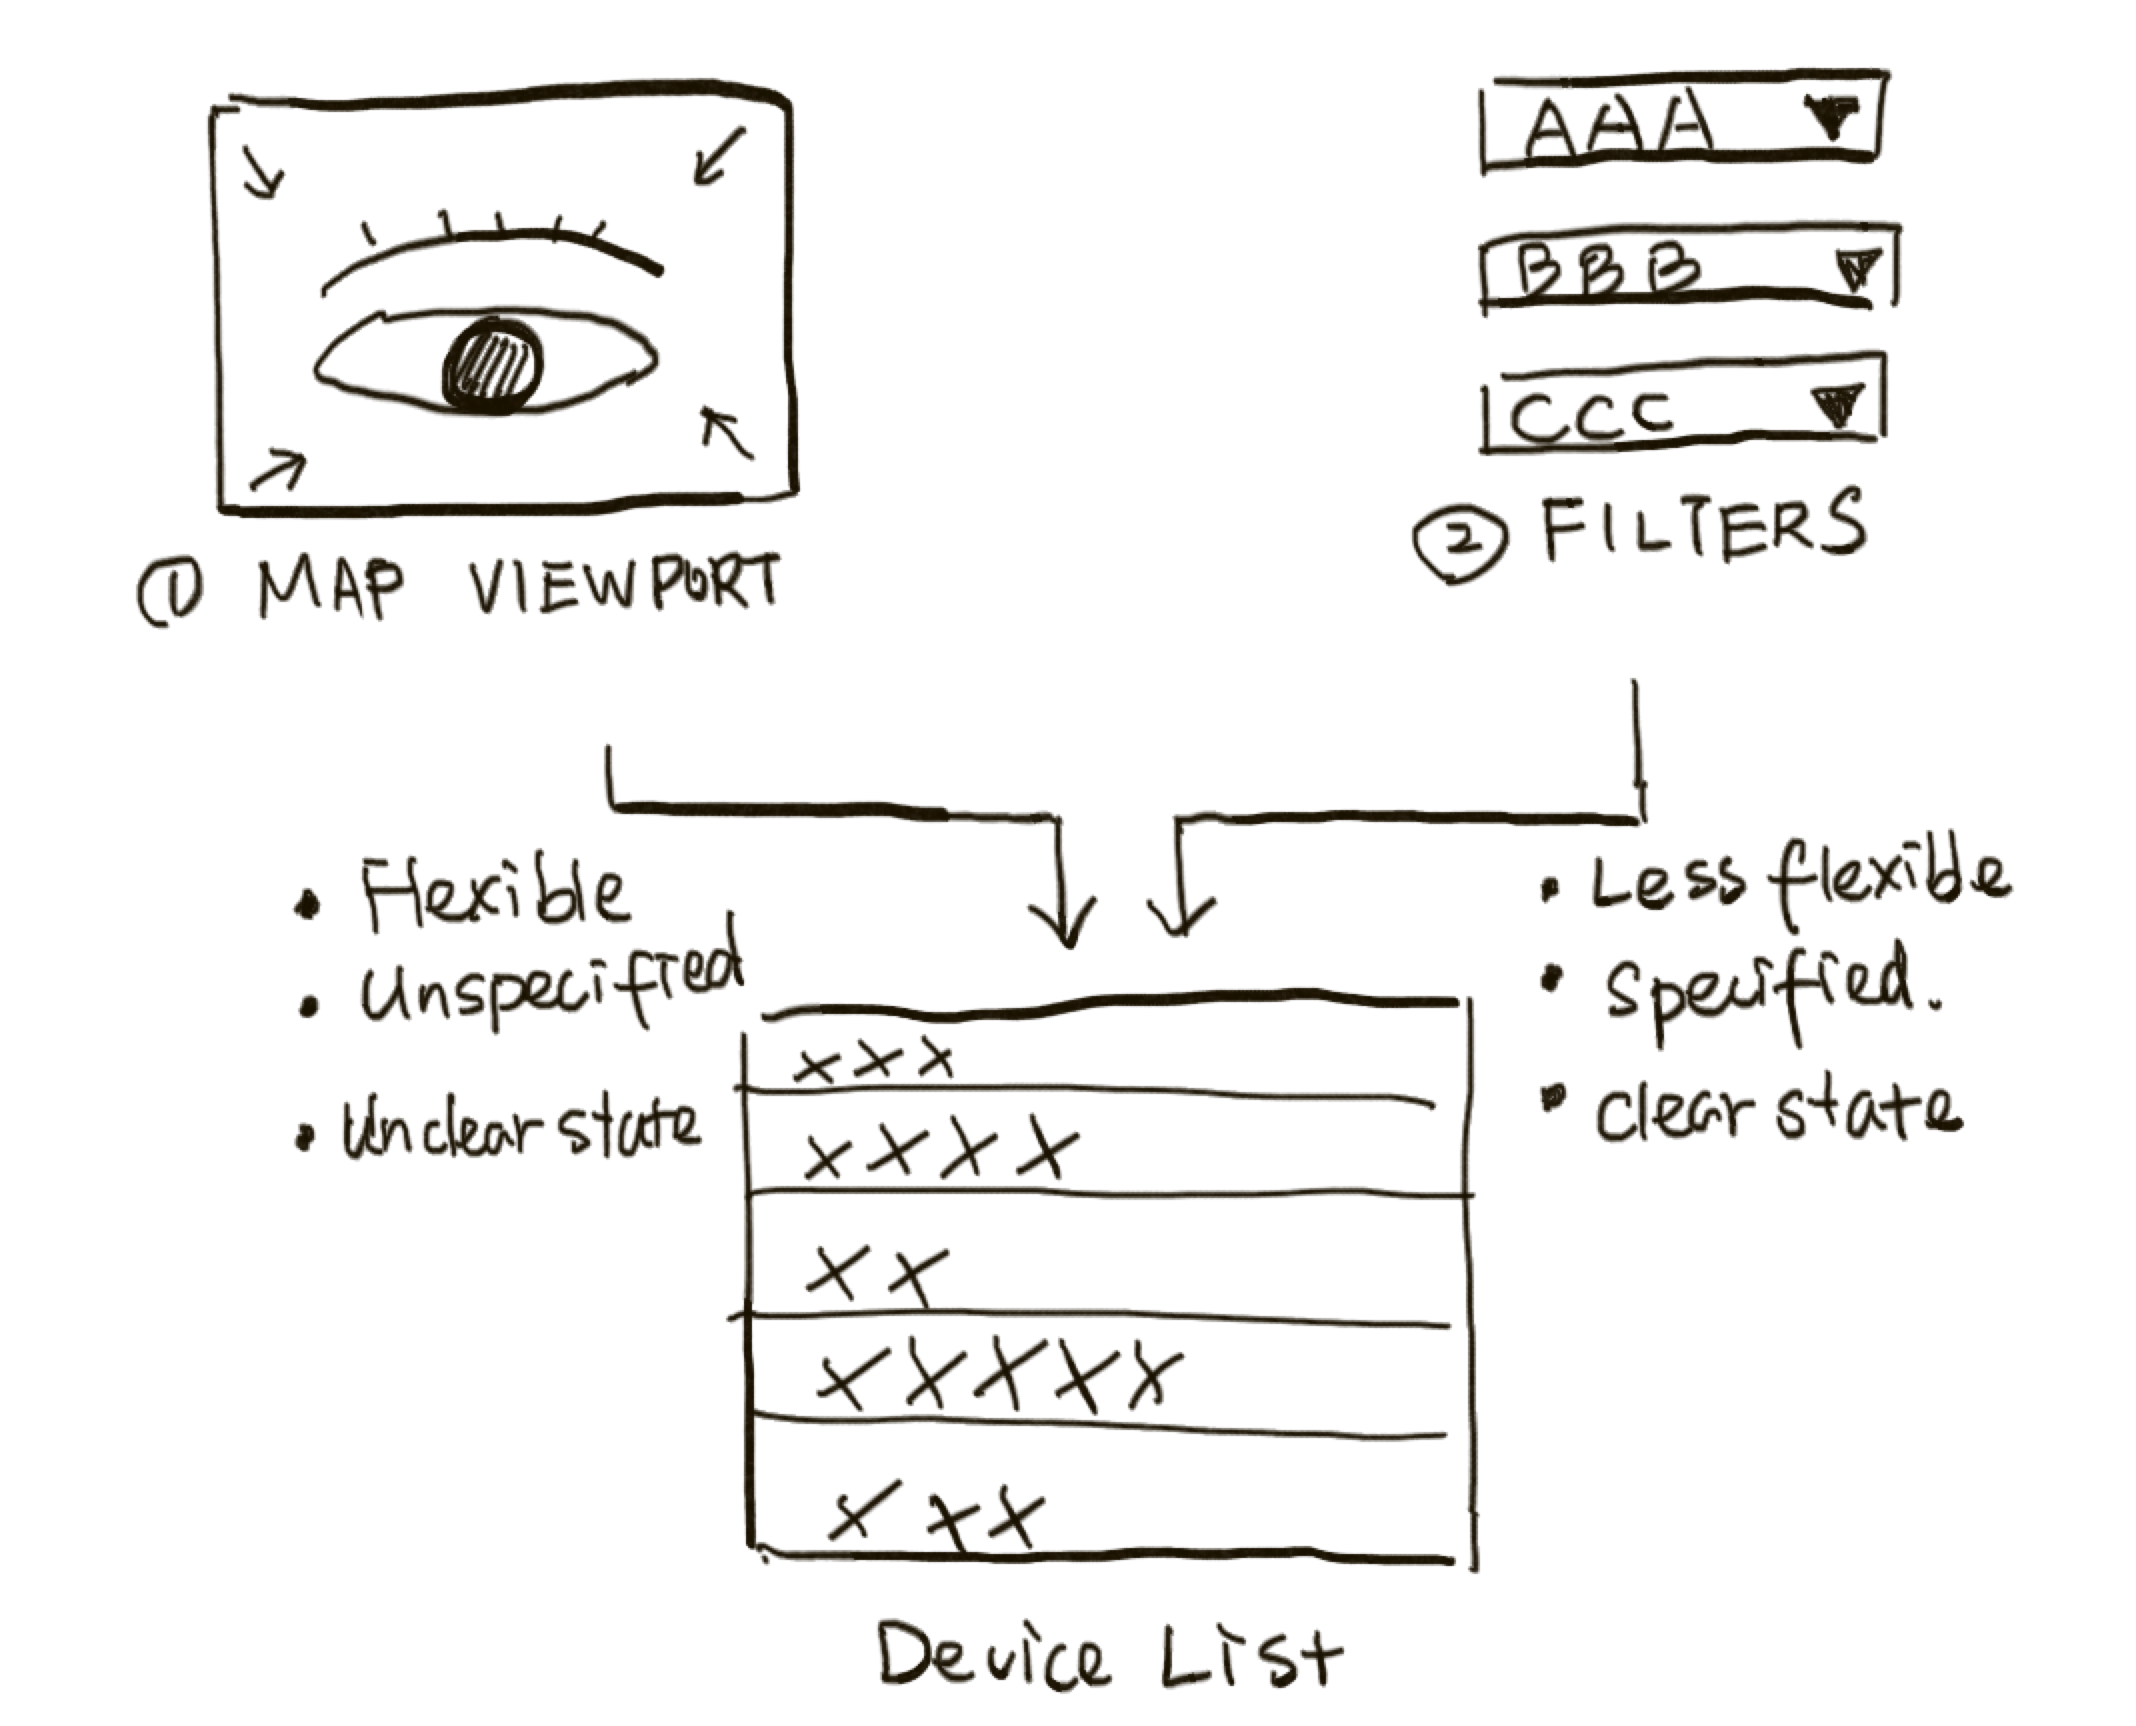 AAA
BBB
CCC
① MAP VIEWPORT
② FILTERS
• Flexible
• Unspecified
• Unclear state
• Less flexible
• Specified.
• Clear state
xxx
xxxx
xx
xxxxx
xxx
Device List